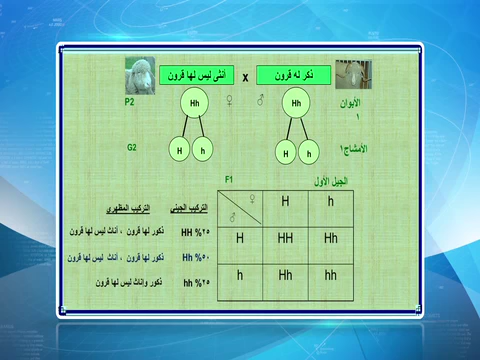 ذكر له قرون x أنثى ليس لها قرون
P2 Hh ♀ ♂ Hh الأبوان
١
G2 H h H h الأمشاج١
F1 الجيل الأول
♀ H h
♂
H HH Hh
h Hh hh
التركيب الجيني التركيب المظهري
٢٥% HH ذكور لها قرون ، أناث ليس لها قرون
٥٠% Hh ذكور لها قرون ، أناث ليس لها قرون
٢٥% hh ذكور وإناث ليس لها قرون